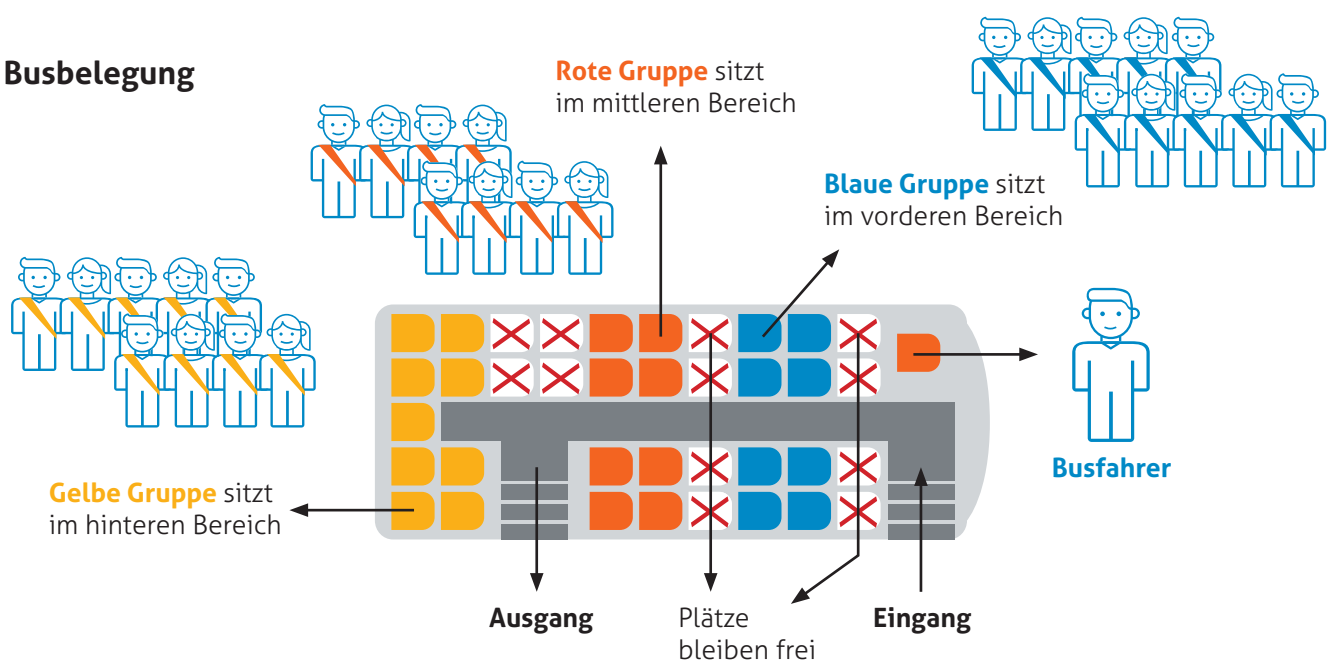 Busbelegung
Rote Gruppe sitzt
im mittleren Bereich
Blaue Gruppe sitzt
im vorderen Bereich
Busfahrer
Gelbe Gruppe sitzt
im hinteren Bereich
Ausgang
Plätze
bleiben frei
Eingang